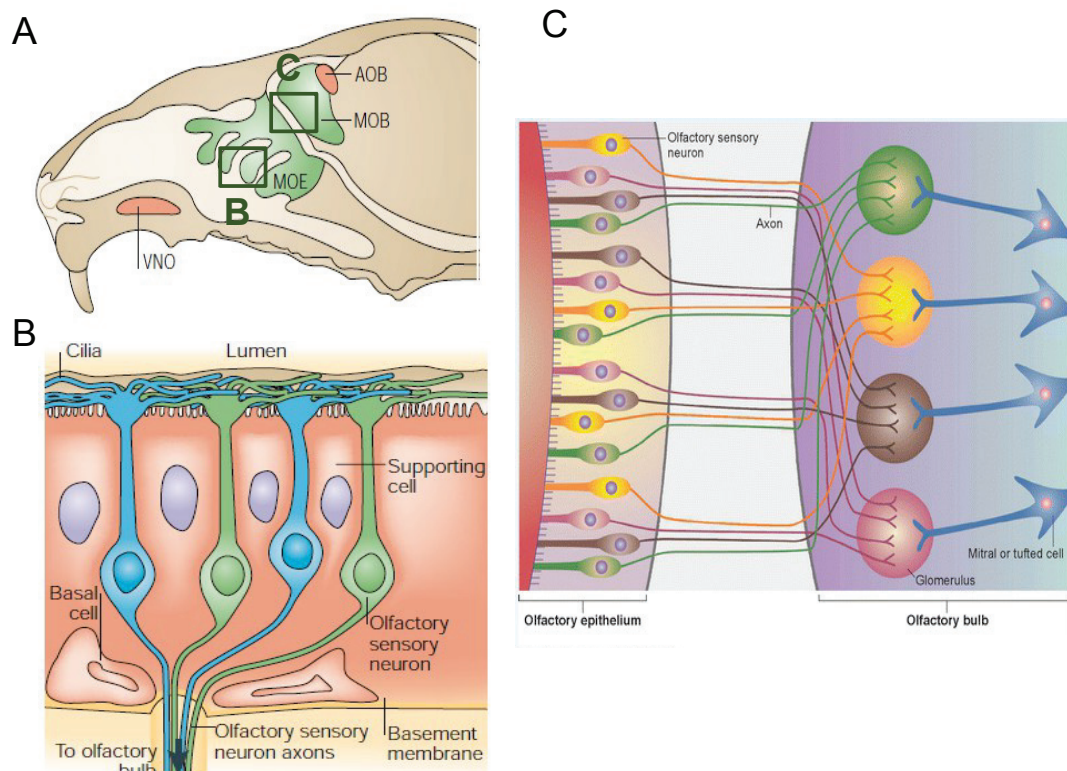 A
C
C
AOB
MOB
MOE
B
VNO
B
Cilia
Lumen
Supporting
cell
Basal
cell
Olfactory
sensory
neuron
Olfactory sensory
neuron axons
Basement
membrane
To olfactory
bulb
Olfactory sensory
neuron
Axon
Mitral or tufted cell
Glomerulus
Olfactory epithelium
Olfactory bulb